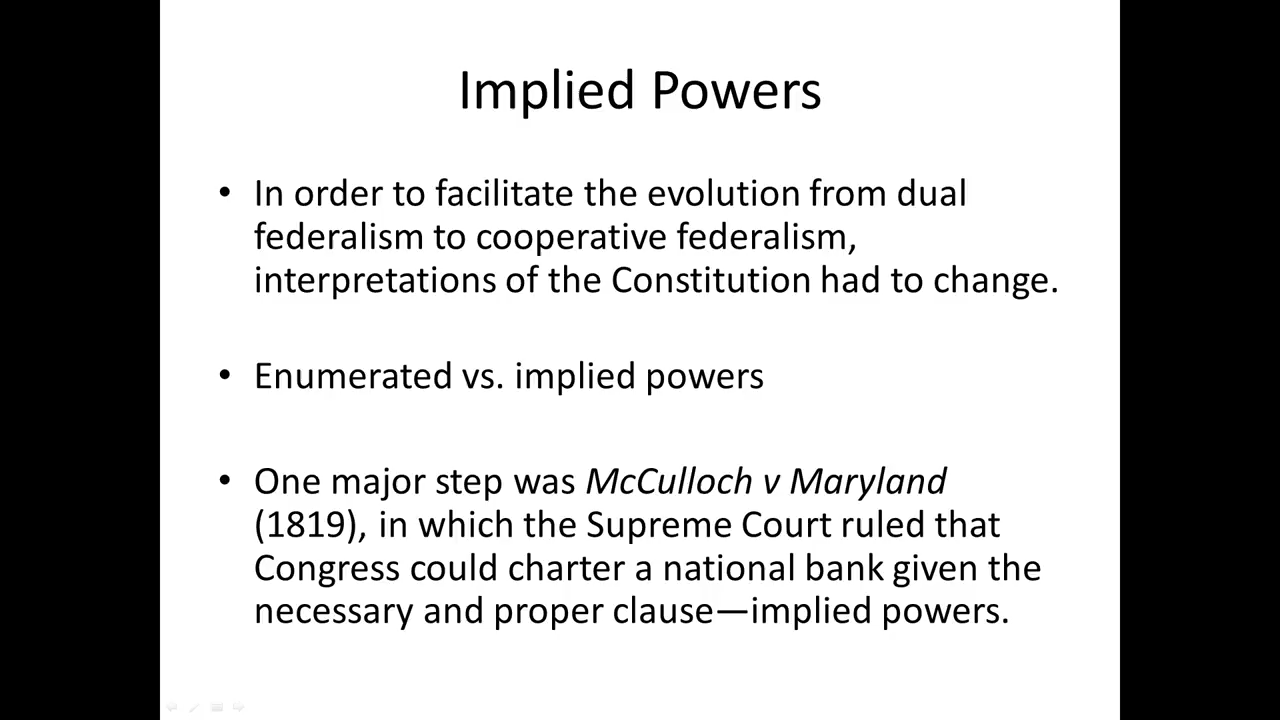 Implied Powers
• In order to facilitate the evolution from dual
federalism to cooperative federalism,
interpretations of the Constitution had to change.
• Enumerated vs. implied powers
• One major step was McCulloch v Maryland
(1819), in which the Supreme Court ruled that
Congress could charter a national bank given the
necessary and proper clause—implied powers.